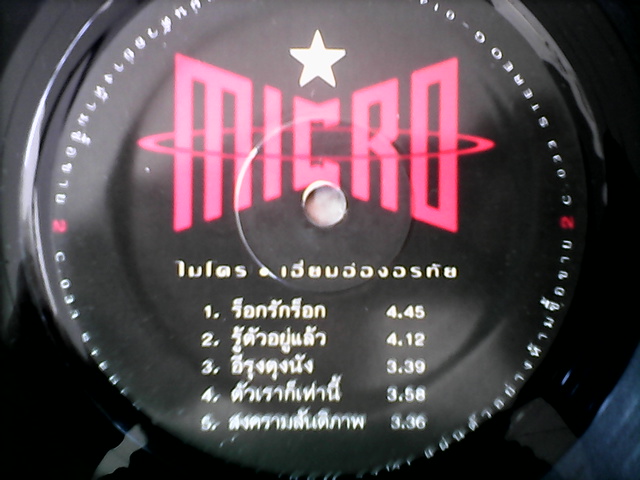 MICRO
ไมโคร • เอี่ยมอ่องอรทัย
1. ร็อกรักร็อก 4.45
2. รู้ตัวอยู่แล้ว 4.12
3. อีรุงตุงนัง 3.39
4. ตัวเราก็เท่านี้ 3.58
5. สงครามสันติภาพ 3.36
STEREO
2
2